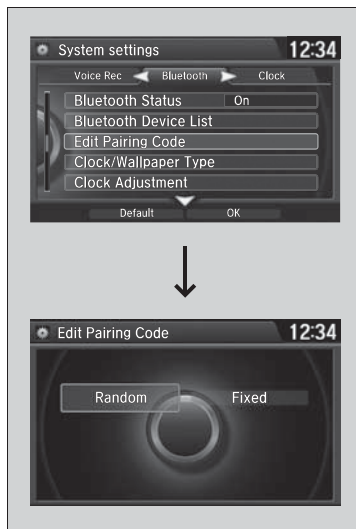 System settings 12:34
Voice Rec Bluetooth Clock
Bluetooth Status On
Bluetooth Device List
Edit Pairing Code
Clock/Wallpaper Type
Clock Adjustment
Default OK
Edit Pairing Code 12:34
Random Fixed